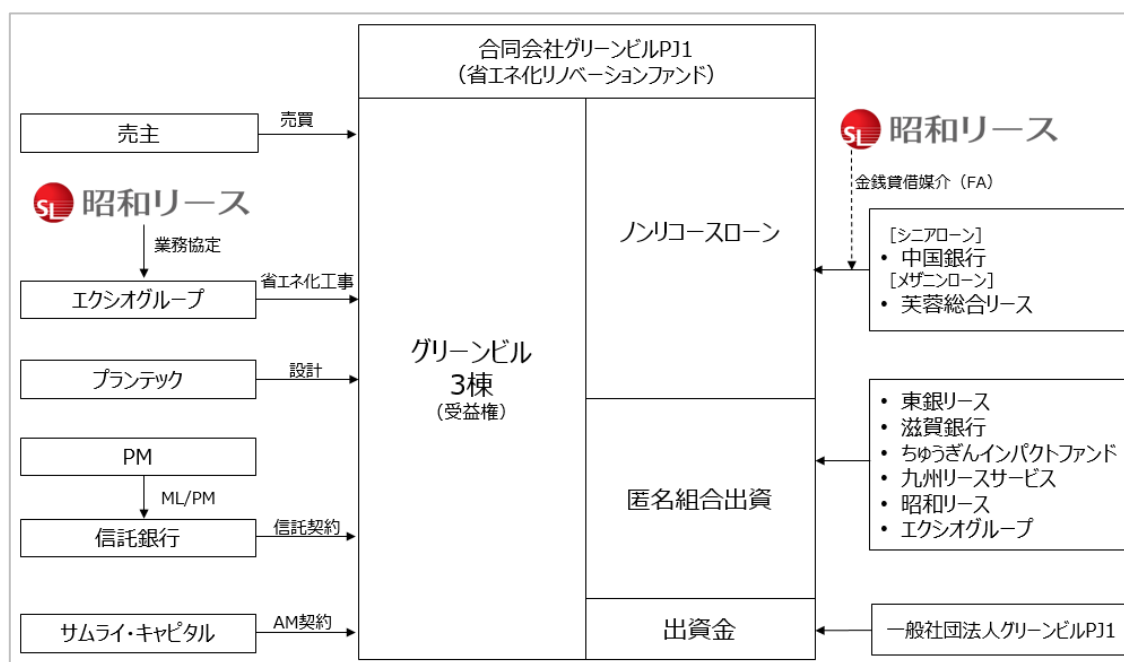 合同会社グリーンビルPJ1
（省エネ化リノベーションファンド）
売主
売買
SL 昭和リース
業務協定
エクシオグループ
省エネ化工事
プランテック
設計
PM
ML/PM
信託銀行
信託契約
サムライ・キャピタル
AM契約
グリーンビル
3棟
（受益権）
ノンリコースローン
匿名組合出資
出資金
SL 昭和リース
金銭貸借媒介（FA）
[シニアローン]
• 中国銀行
[メザニンローン]
• 芙蓉総合リース
• 東銀リース
• 滋賀銀行
• ちゅうぎんインパクトファンド
• 九州リースサービス
• 昭和リース
• エクシオグループ
一般社団法人グリーンビルPJ1